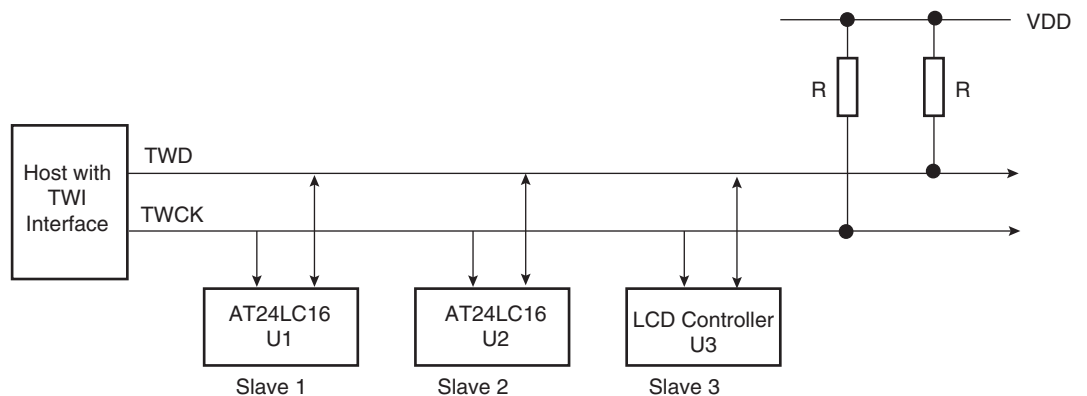 VDD
R
R
Host with
TWI
Interface
TWD
TWCK
AT24LC16
U1
AT24LC16
U2
LCD Controller
U3
Slave 1
Slave 2
Slave 3